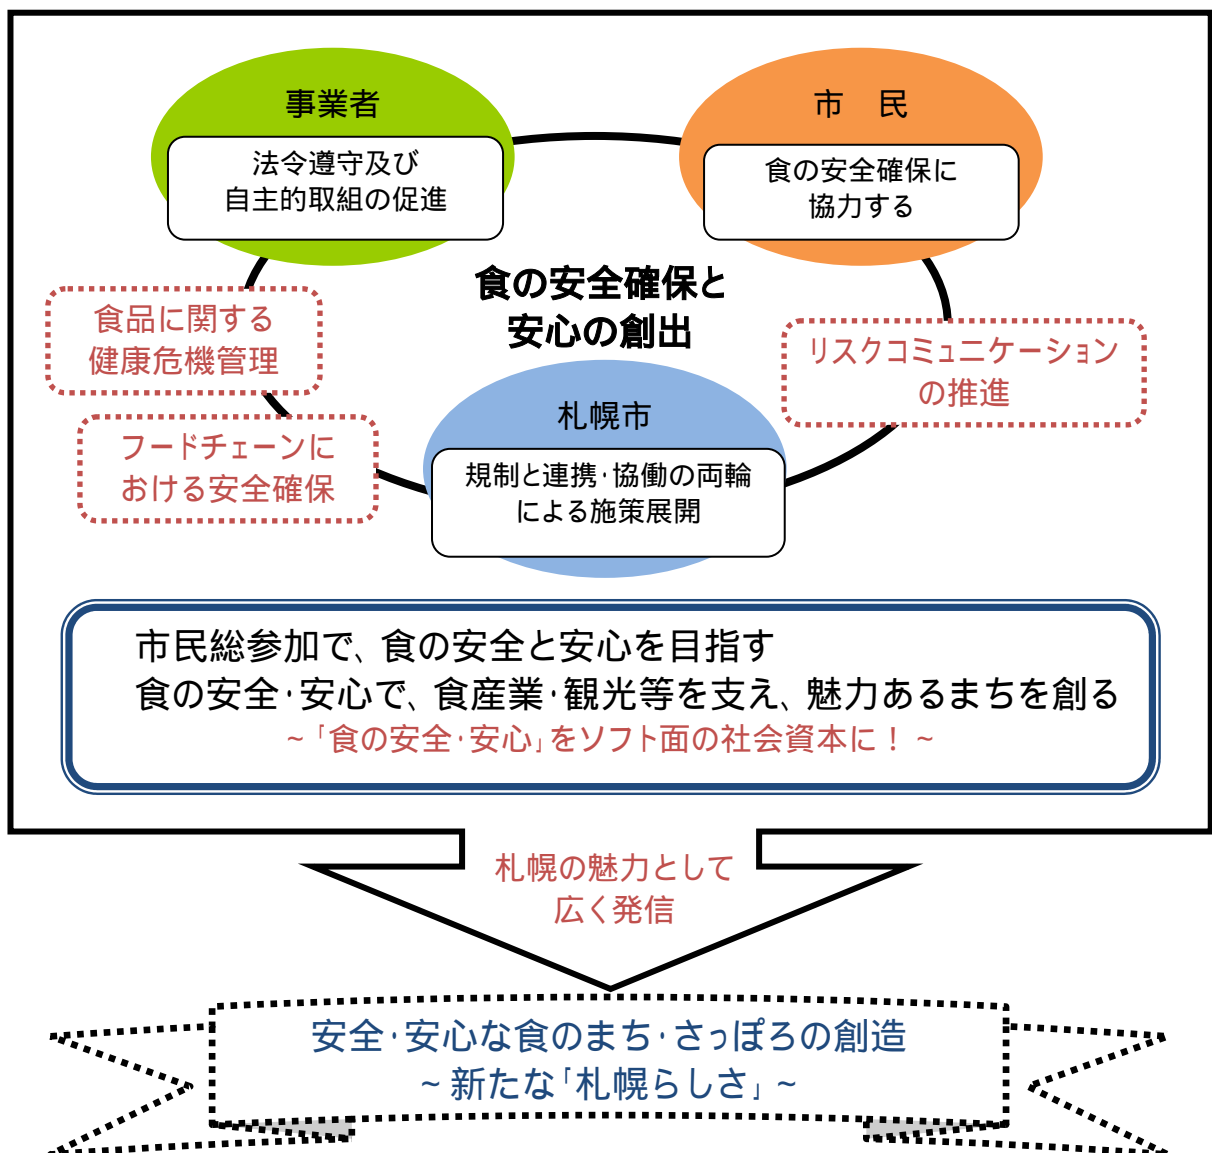 事業者
法令遵守及び
自主的取組の促進
市　民
食の安全確保に
協力する
食の安全確保と
安心の創出
食品に関する
健康危機管理
リスクコミュニケーション
の推進
フードチェーンに
おける安全確保
札幌市
規制と連携・協働の両輪
による施策展開
市民総参加で、食の安全と安心を目指す
食の安全・安心で、食産業・観光等を支え、魅力あるまちを創る
~「食の安全・安心」をソフト面の社会資本に！~
札幌の魅力として
広く発信
安全・安心な食のまち・さっぽろの創造
~新たな「札幌らしさ」~